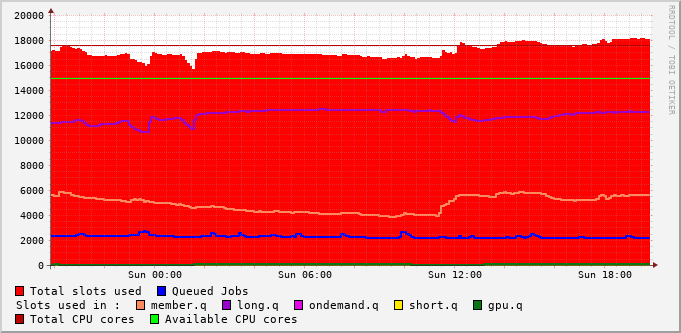 RRDTOOL / TOBI OETIKER
20000
18000
16000
14000
12000
10000
8000
6000
4000
2000
0
Sun 00:00 Sun 06:00 Sun 12:00 Sun 18:00
Total slots used Queued Jobs
Slots used in : member.q long.q ondemand.q short.q gpu.q
Total CPU cores Available CPU cores